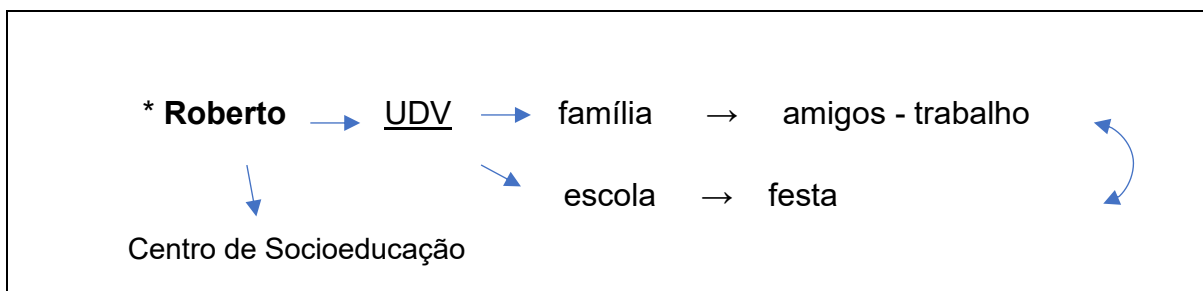 * Roberto UDV família → amigos - trabalho
escola → festa
Centro de Socioeducação